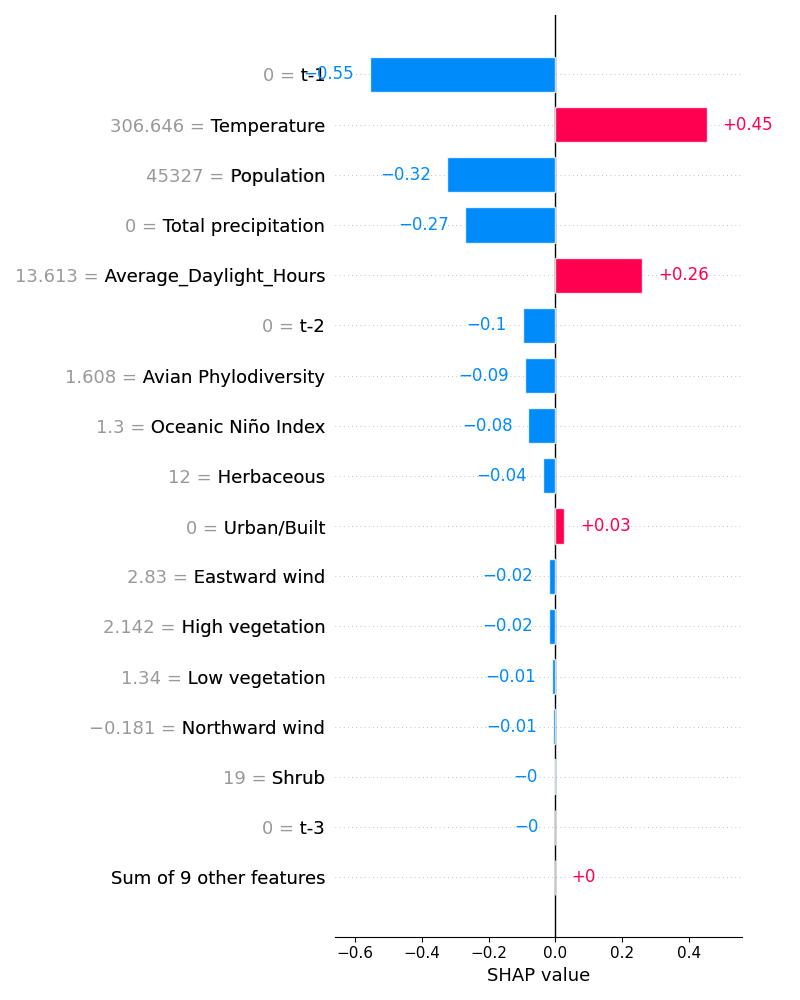 0 = t-1 −0.55
306.646 = Temperature +0.45
45327 = Population −0.32
0 = Total precipitation −0.27
13.613 = Average_Daylight_Hours +0.26
0 = t-2 −0.1
1.608 = Avian Phylodiversity −0.09
1.3 = Oceanic Niño Index −0.08
12 = Herbaceous −0.04
0 = Urban/Built +0.03
2.83 = Eastward wind −0.02
2.142 = High vegetation −0.02
1.34 = Low vegetation −0.01
−0.181 = Northward wind −0.01
19 = Shrub −0
0 = t-3 −0
Sum of 9 other features +0
−0.6 −0.4 −0.2 0.0 0.2 0.4
SHAP value